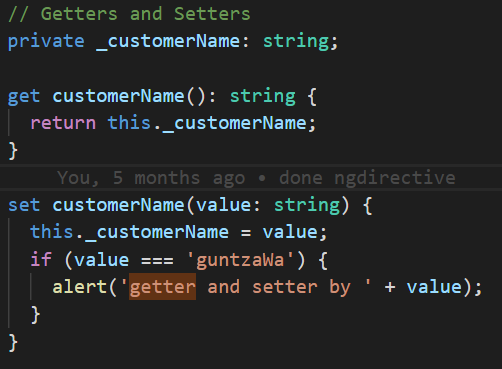 // Getters and Setters
private _customerName: string;
get customerName(): string {
return this._customerName;
}
You, 5 months ago • done ngdirective
set customerName(value: string) {
this._customerName = value;
if (value === 'guntzaWa') {
alert('getter and setter by ' + value);
}
}